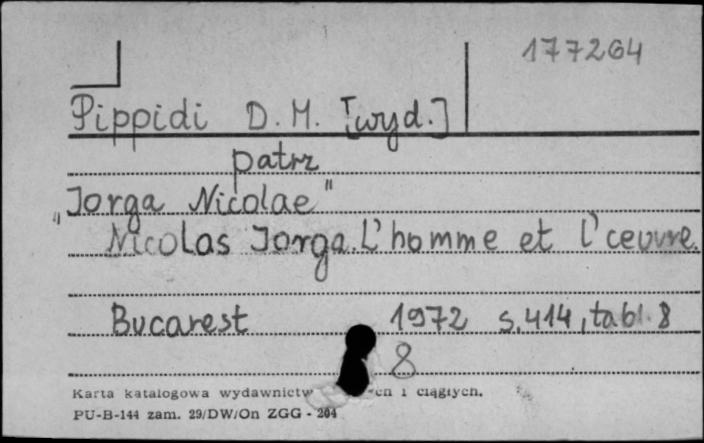 177264
Pippidi D. M. [wyd.]
patrz
„Jorga Nicolae"
Nicolas Jorga. L'homme et l'oeuvre.
Bucarest 1972 s. 414, tabl. 8
8
Karta katalogowa wydawnictw i ciągłych.
PU-B-144 zam. 29/DW/On ZGG - 204